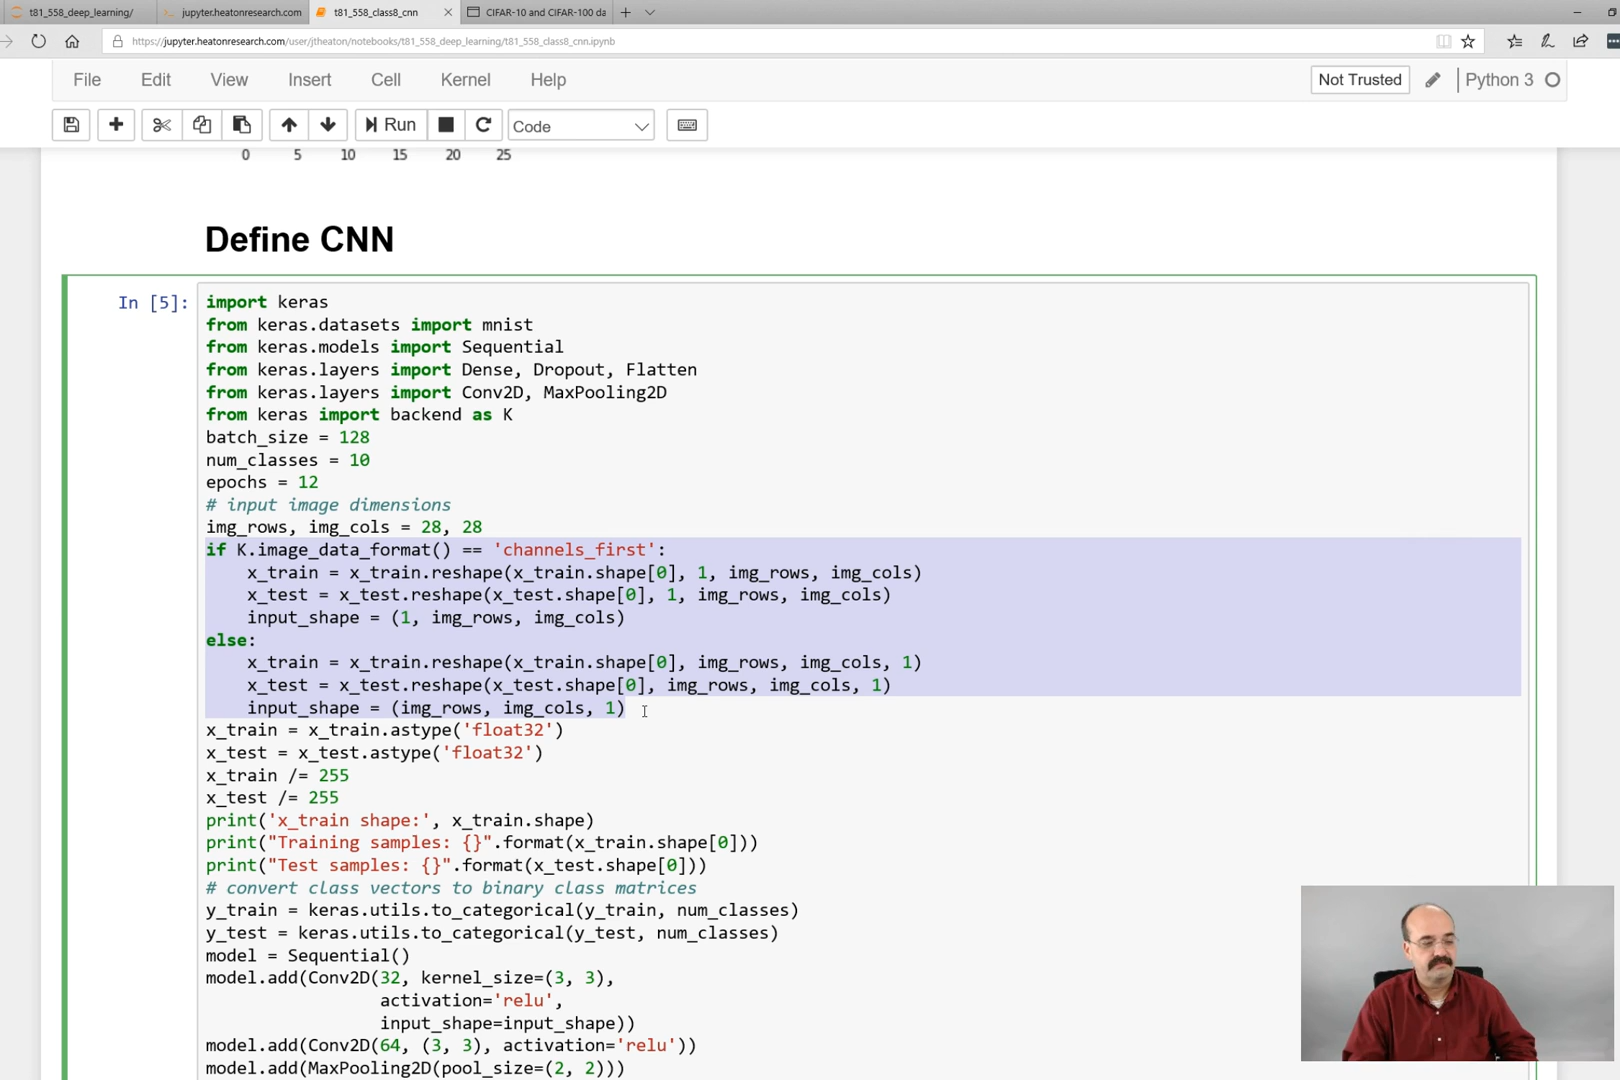 t81_558_deep_learning/
jupyter.heatonresearch.com
t81_558_class8_cnn
CIFAR-10 and CIFAR-100 da
https://jupyter.heatonresearch.com/user/jtheaton/notebooks/t81_558_deep_learning/t81_558_class8_cnn.ipynb
File Edit View Insert Cell Kernel Help
Not Trusted
Python 3
Run
Code
0 5 10 15 20 25
Define CNN
In [5]:
import keras
from keras.datasets import mnist
from keras.models import Sequential
from keras.layers import Dense, Dropout, Flatten
from keras.layers import Conv2D, MaxPooling2D
from keras import backend as K
batch_size = 128
num_classes = 10
epochs = 12
# input image dimensions
img_rows, img_cols = 28, 28
if K.image_data_format() == 'channels_first':
    x_train = x_train.reshape(x_train.shape[0], 1, img_rows, img_cols)
    x_test = x_test.reshape(x_test.shape[0], 1, img_rows, img_cols)
    input_shape = (1, img_rows, img_cols)
else:
    x_train = x_train.reshape(x_train.shape[0], img_rows, img_cols, 1)
    x_test = x_test.reshape(x_test.shape[0], img_rows, img_cols, 1)
    input_shape = (img_rows, img_cols, 1)
x_train = x_train.astype('float32')
x_test = x_test.astype('float32')
x_train /= 255
x_test /= 255
print('x_train shape:', x_train.shape)
print("Training samples: {}".format(x_train.shape[0]))
print("Test samples: {}".format(x_test.shape[0]))
# convert class vectors to binary class matrices
y_train = keras.utils.to_categorical(y_train, num_classes)
y_test = keras.utils.to_categorical(y_test, num_classes)
model = Sequential()
model.add(Conv2D(32, kernel_size=(3, 3),
                 activation='relu',
                 input_shape=input_shape))
model.add(Conv2D(64, (3, 3), activation='relu'))
model.add(MaxPooling2D(pool_size=(2, 2)))